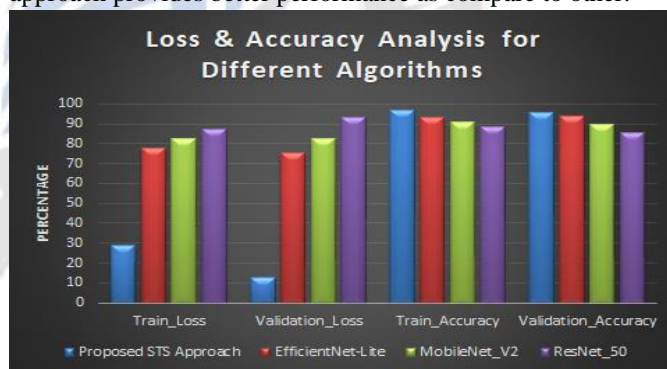 approach provides better performance as compare to other.
Loss & Accuracy Analysis for
Different Algorithms
100
90
80
70
60
50
40
30
20
10
0
PERCENTAGE
Train_Loss Validation_Loss Train_Accuracy Validation_Accuracy
Proposed STS Approach EfficientNet-Lite MobileNet_V2 ResNet_50